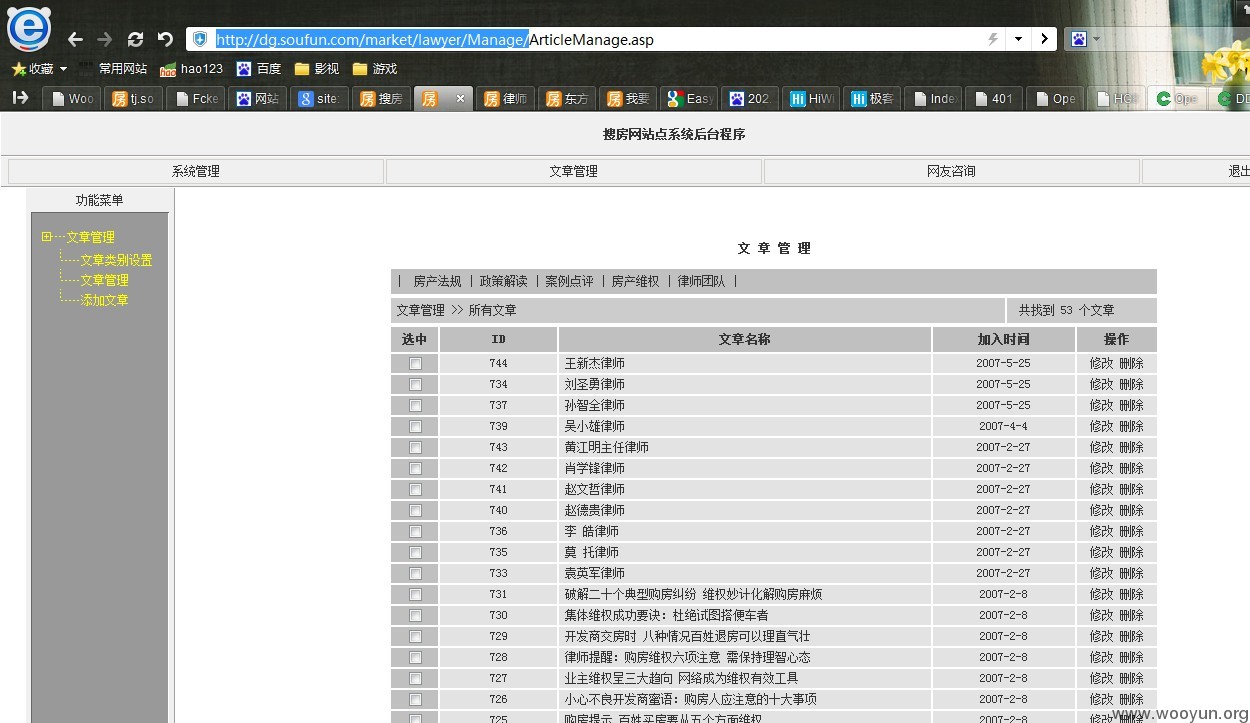 http://dg.soufun.com/market/lawyer/Manage/ArticleManage.asp
收藏 常用网站 hao123 百度 影视 游戏
Woo tj.so Fcke 网站 site: 搜房 律师 东方 我要 Easy 202. HiWi 极客 Index 401 Ope HC Ope DD
搜房网站点系统后台程序
系统管理 文章管理 网友咨询 退出
功能菜单
文章管理
文章类别设置
文章管理
添加文章
文 章 管 理
| 房产法规 | 政策解读 | 案例点评 | 房产维权 | 律师团队 |
文章管理 >> 所有文章 共找到 53 个文章
选中 ID 文章名称 加入时间 操作
744 王新杰律师 2007-5-25 修改 删除
734 刘圣勇律师 2007-5-25 修改 删除
737 孙智全律师 2007-5-25 修改 删除
739 吴小雄律师 2007-4-4 修改 删除
743 黄江明主任律师 2007-2-27 修改 删除
742 肖学锋律师 2007-2-27 修改 删除
741 赵文哲律师 2007-2-27 修改 删除
740 赵德贵律师 2007-2-27 修改 删除
736 李 皓律师 2007-2-27 修改 删除
735 莫 托律师 2007-2-27 修改 删除
733 袁英军律师 2007-2-27 修改 删除
731 破解二十个典型购房纠纷 维权妙计化解购房麻烦 2007-2-8 修改 删除
730 集体维权成功要诀：杜绝试图搭便车者 2007-2-8 修改 删除
729 开发商交房时 八种情况百姓退房可以理直气壮 2007-2-8 修改 删除
728 律师提醒：购房维权六项注意 需保持理智心态 2007-2-8 修改 删除
727 业主维权呈三大趋向 网络成为维权有效工具 2007-2-8 修改 删除
726 小心不良开发商蜜语：购房人应注意的十大事项 2007-2-8 修改 删除
725 购房提示 百姓买房要从五个方面维权 2007-2-8 修改 删除
www.wooyun.org